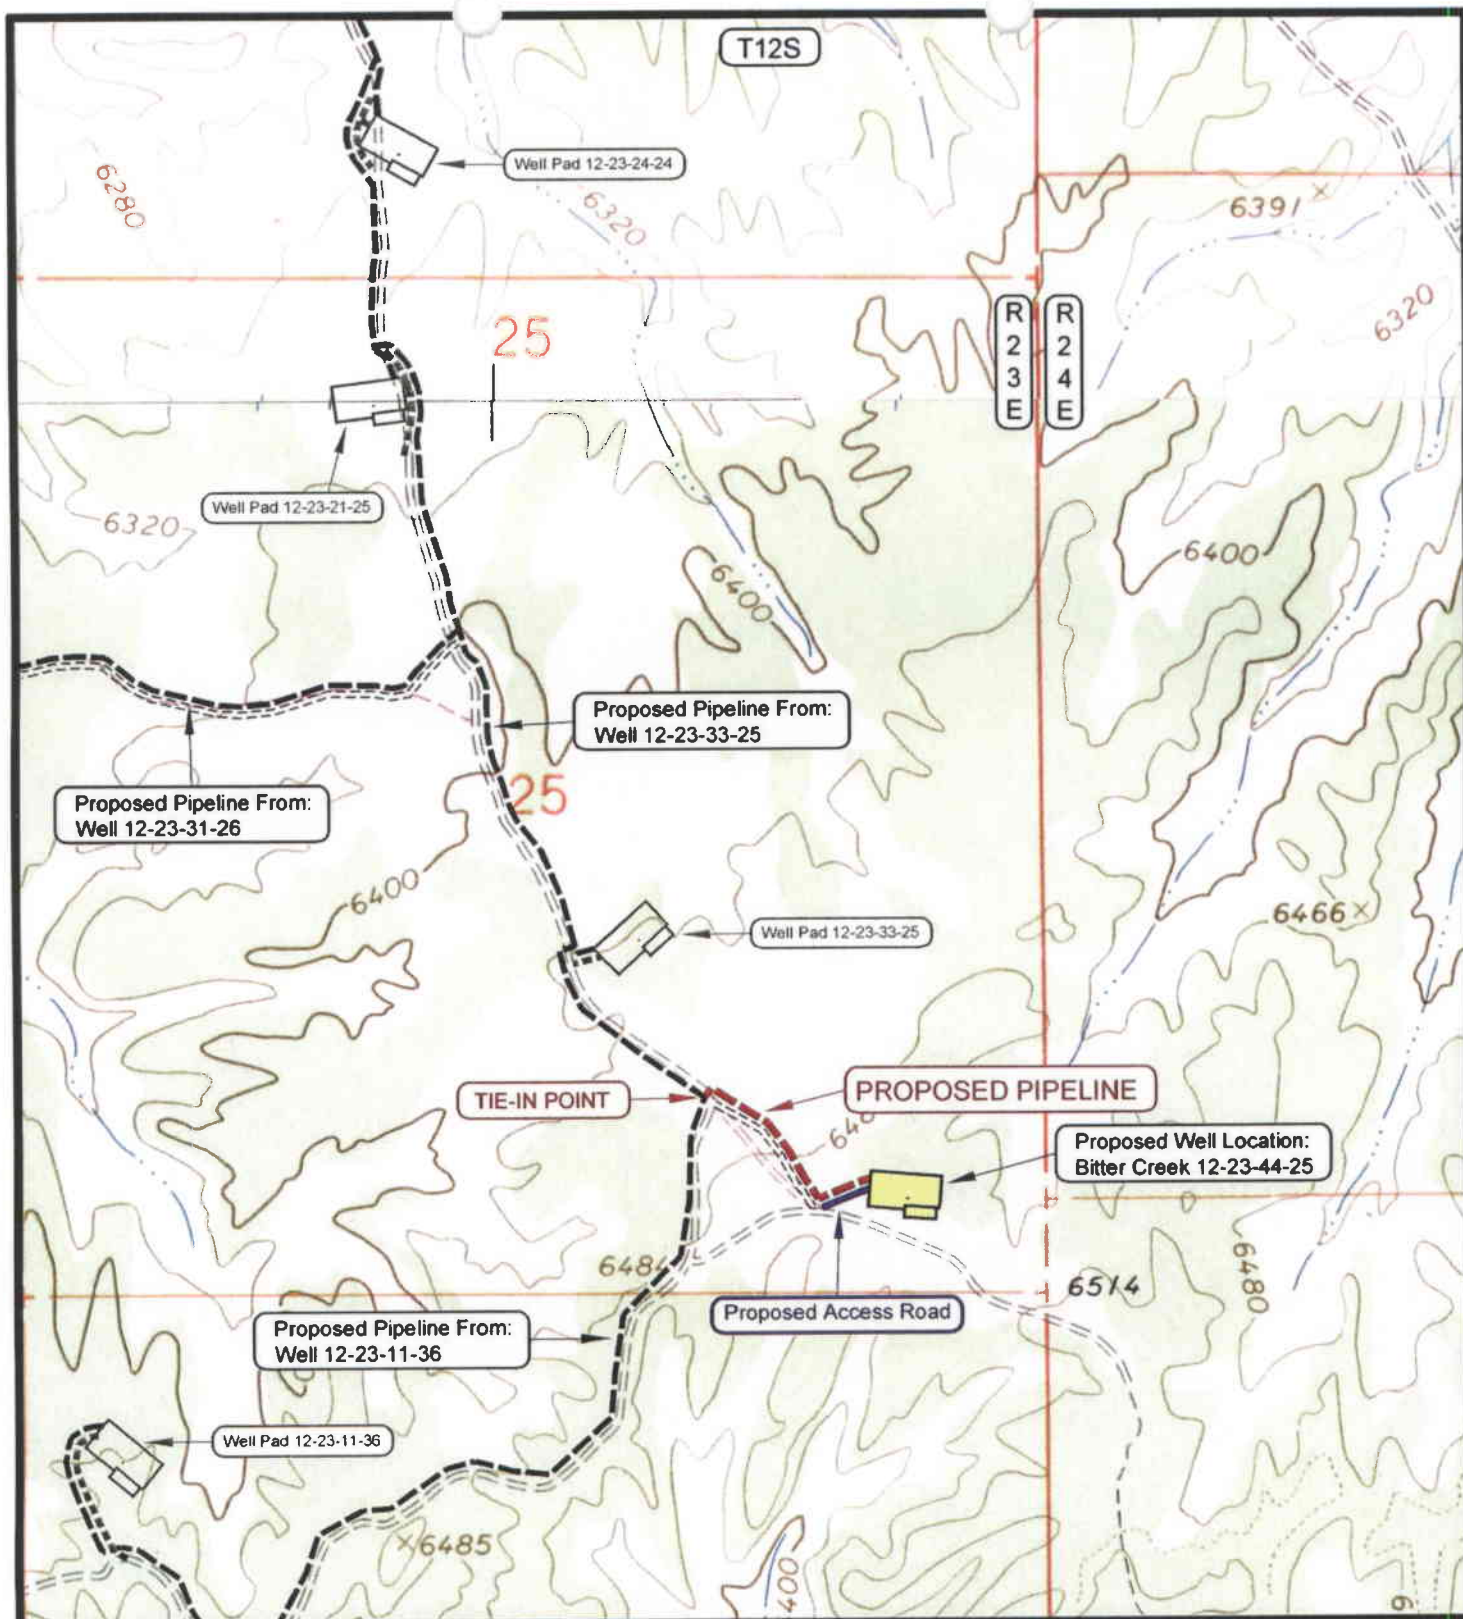 T12S
Well Pad 12-23-24-24
6280
6320
6391
R
2
3
E
R
2
4
E
6320
25
Well Pad 12-23-21-25
6320
6400
6400
Proposed Pipeline From:
Well 12-23-33-25
25
Proposed Pipeline From:
Well 12-23-31-26
6400
6466
Well Pad 12-23-33-25
TIE-IN POINT
PROPOSED PIPELINE
Proposed Well Location:
Bitter Creek 12-23-44-25
6480
6514
Proposed Access Road
Proposed Pipeline From:
Well 12-23-11-36
Well Pad 12-23-11-36
6485